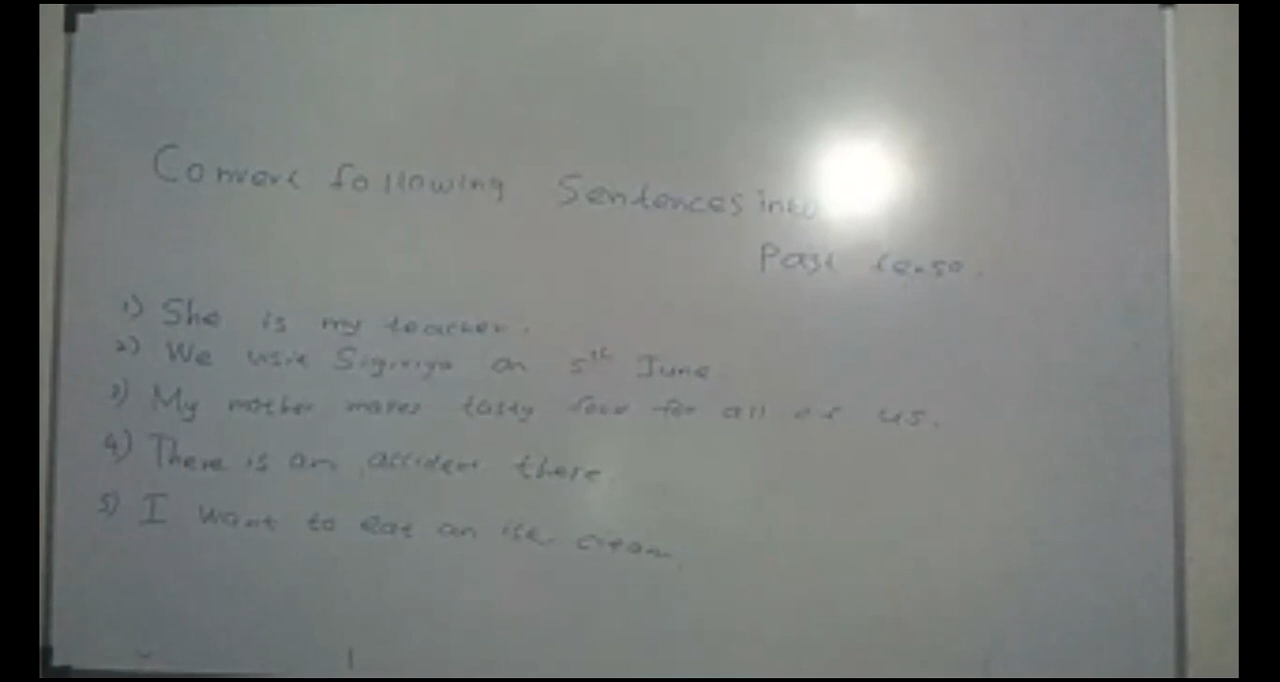 Convert following Sentences into
Past tense.
1) She is my teacher.
2) We visit Sigiriya on 5th June
3) My mother makes tasty food for all of us.
4) There is an accident there
5) I want to eat an ice cream